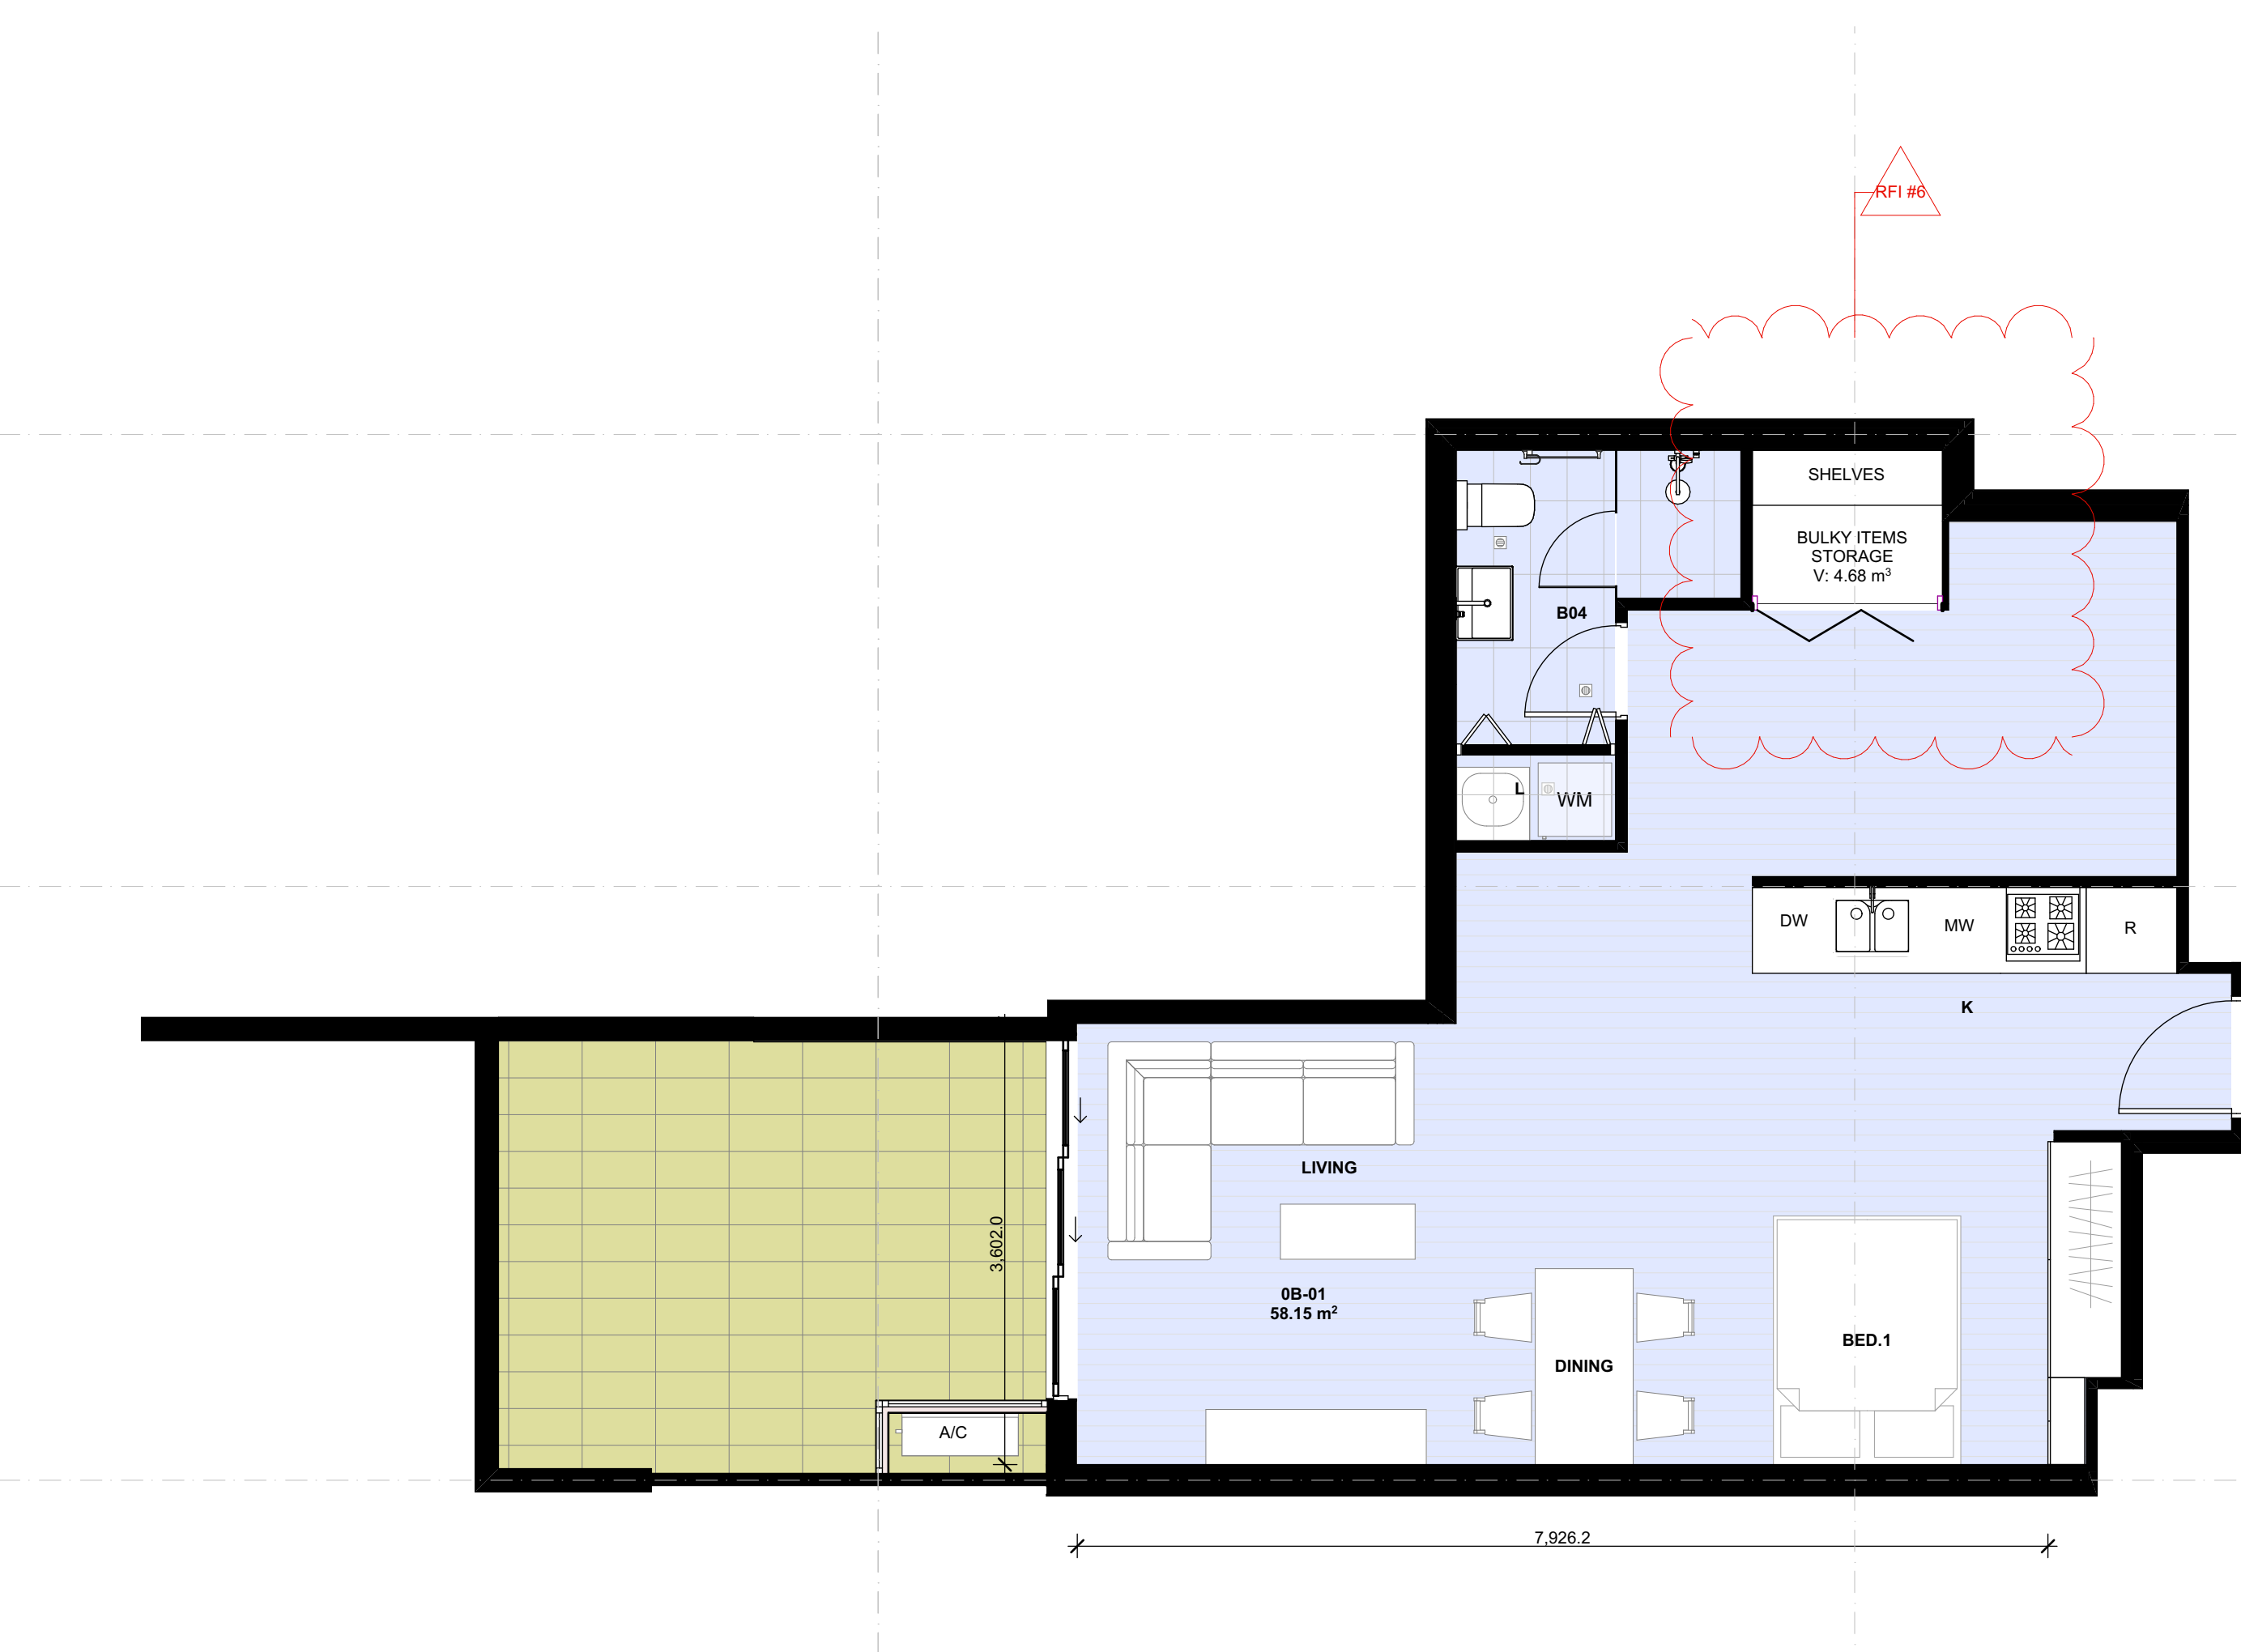 RFI #6
SHELVES
BULKY ITEMS
STORAGE
V: 4.68 m³
B04
L
WM
DW
MW
R
K
LIVING
3,602.0
0B-01
58.15 m²
BED.1
DINING
A/C
7,926.2